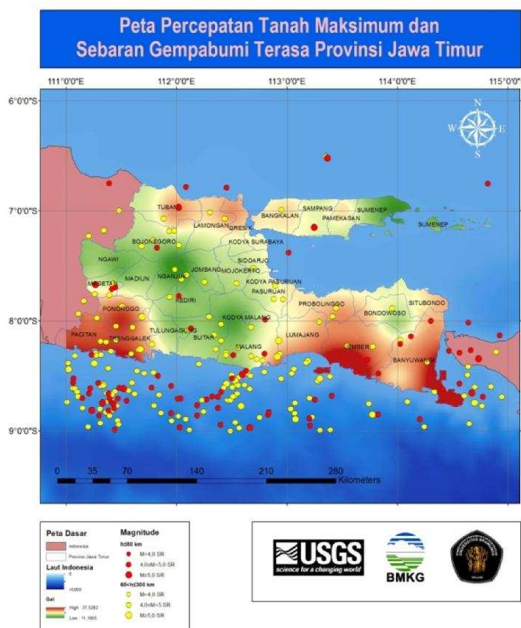 Peta Percepatan Tanah Maksimum dan
Sebaran Gempabumi Terasa Provinsi Jawa Timur
111°0'0"E 112°0'0"E 113°0'0"E 114°0'0"E 115°0'0"E
6°0'0"S
N
W E
S
7°0'0"S
8°0'0"S
9°0'0"S
TUBAN
LAMONGAN
GRESIK
BANGKALAN
SAMPANG
PAMEKASAN
SUMENEP
SUMENEP
BOJONEGORO
KODYA SURABAYA
SIDOARJO
NGAWI
MADIUN
NGANJUK
JOMBANG
MOJOKERTO
MAGETAN
KODYA PASURUAN
PASURUAN
KEDIRI
PONOROGO
PROBOLINGGO
SITUBONDO
BONDOWOSO
PACITAN
TRENGGALEK
TULUNGAGUNG
BLITAR
KODYA MALANG
MALANG
LUMAJANG
JEMBER
BANYUWANGI
0 35 70 140 210 280
Kilometers
Peta Dasar
Indonesia
Provinsi Jawa Timur
Laut Indonesia
0
Gal
Magnitude
h≤60 km
M<4,0 SR
4,0≤M<5,0 SR
M≥5,0 SR
60<h≤300 km
M<4,0 SR
4,0≤M<5 SR
M≥5,0 SR
USGS
science for a changing world
BMKG